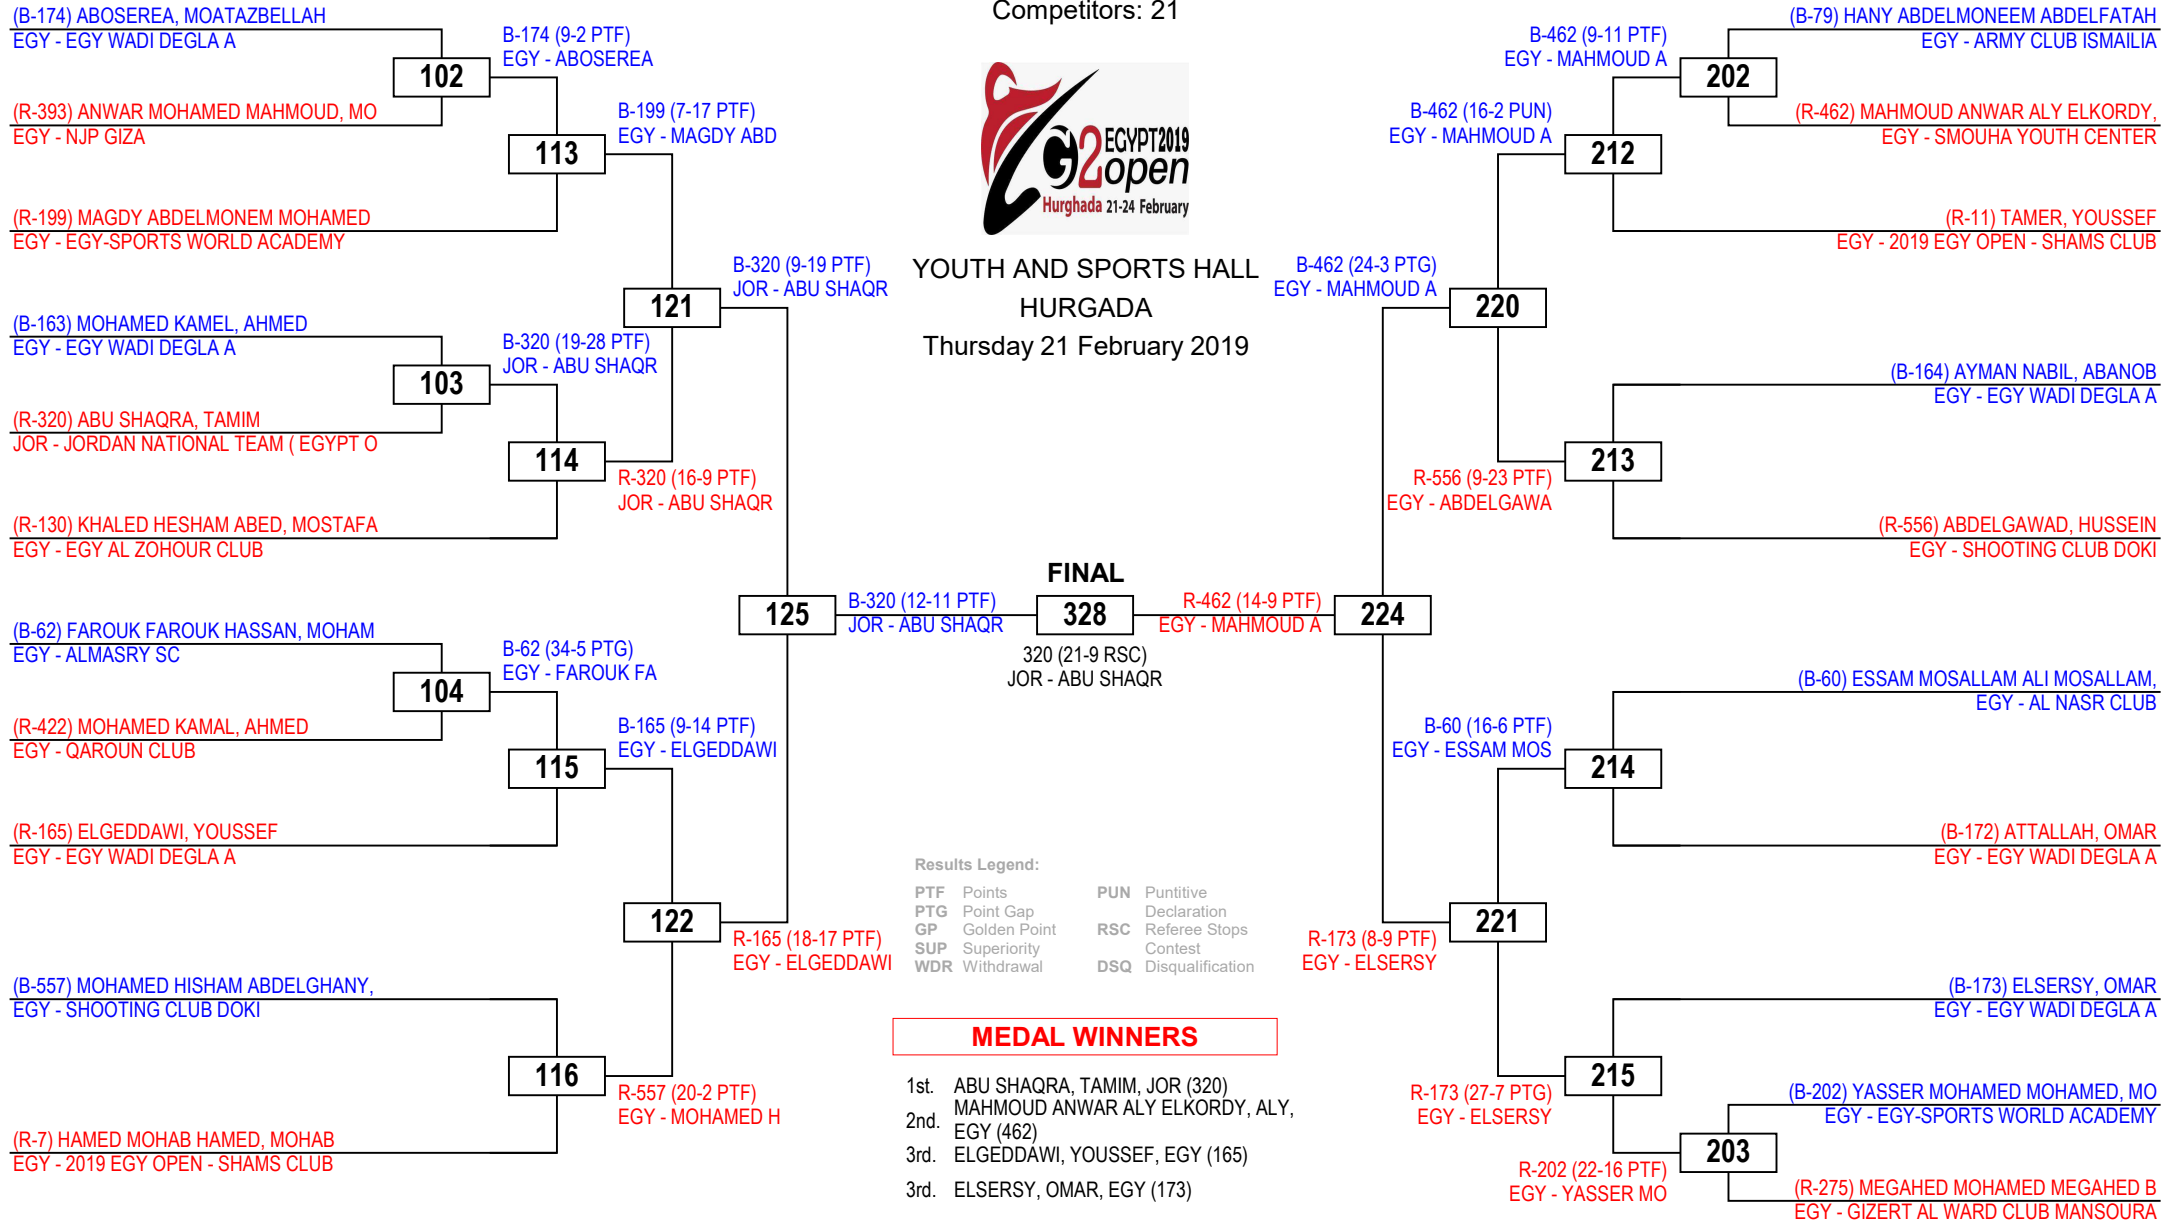 (B-174) ABOSEREA, MOATAZBELLAH
EGY - EGY WADI DEGLA A
(R-393) ANWAR MOHAMED MAHMOUD, MO
EGY - NJP GIZA
(R-199) MAGDY ABDELMONEM MOHAMED
EGY - EGY-SPORTS WORLD ACADEMY
(B-163) MOHAMED KAMEL, AHMED
EGY - EGY WADI DEGLA A
(R-320) ABU SHAQRA, TAMIM
JOR - JORDAN NATIONAL TEAM ( EGYPT O
(R-130) KHALED HESHAM ABED, MOSTAFA
EGY - EGY AL ZOHOUR CLUB
(B-62) FAROUK FAROUK HASSAN, MOHAM
EGY - ALMASRY SC
(R-422) MOHAMED KAMAL, AHMED
EGY - QAROUN CLUB
(R-165) ELGEDDAWI, YOUSSEF
EGY - EGY WADI DEGLA A
(B-557) MOHAMED HISHAM ABDELGHANY,
EGY - SHOOTING CLUB DOKI
(R-7) HAMED MOHAB HAMED, MOHAB
EGY - 2019 EGY OPEN - SHAMS CLUB
102
103
104
B-174 (9-2 PTF)
EGY - ABOSEREA
B-320 (19-28 PTF)
JOR - ABU SHAQR
B-62 (34-5 PTG)
EGY - FAROUK FA
113
114
115
116
B-199 (7-17 PTF)
EGY - MAGDY ABD
R-320 (16-9 PTF)
JOR - ABU SHAQR
B-165 (9-14 PTF)
EGY - ELGEDDAWI
R-557 (20-2 PTF)
EGY - MOHAMED H
121
122
B-320 (9-19 PTF)
JOR - ABU SHAQR
R-165 (18-17 PTF)
EGY - ELGEDDAWI
125
B-320 (12-11 PTF)
JOR - ABU SHAQR
Competitors: 21
G2 EGYPT2019
open
Hurghada 21-24 February
YOUTH AND SPORTS HALL
HURGADA
Thursday 21 February 2019
FINAL
328
320 (21-9 RSC)
JOR - ABU SHAQR
Results Legend:
PTF Points
PTG Point Gap
GP Golden Point
SUP Superiority
WDR Withdrawal
PUN Puntitive
Declaration
RSC Referee Stops
Contest
DSQ Disqualification
MEDAL WINNERS
1st. ABU SHAQRA, TAMIM, JOR (320)
2nd. MAHMOUD ANWAR ALY ELKORDY, ALY,
EGY (462)
3rd. ELGEDDAWI, YOUSSEF, EGY (165)
3rd. ELSERSY, OMAR, EGY (173)
R-462 (14-9 PTF)
EGY - MAHMOUD A
224
B-462 (24-3 PTG)
EGY - MAHMOUD A
R-173 (8-9 PTF)
EGY - ELSERSY
220
221
B-462 (16-2 PUN)
EGY - MAHMOUD A
R-556 (9-23 PTF)
EGY - ABDELGAWA
B-60 (16-6 PTF)
EGY - ESSAM MOS
R-173 (27-7 PTG)
EGY - ELSERSY
212
213
214
215
B-462 (9-11 PTF)
EGY - MAHMOUD A
R-202 (22-16 PTF)
EGY - YASSER MO
202
203
(B-79) HANY ABDELMONEEM ABDELFATAH
EGY - ARMY CLUB ISMAILIA
(R-462) MAHMOUD ANWAR ALY ELKORDY,
EGY - SMOUHA YOUTH CENTER
(R-11) TAMER, YOUSSEF
EGY - 2019 EGY OPEN - SHAMS CLUB
(B-164) AYMAN NABIL, ABANOB
EGY - EGY WADI DEGLA A
(R-556) ABDELGAWAD, HUSSEIN
EGY - SHOOTING CLUB DOKI
(B-60) ESSAM MOSALLAM ALI MOSALLAM,
EGY - AL NASR CLUB
(B-172) ATTALLAH, OMAR
EGY - EGY WADI DEGLA A
(B-173) ELSERSY, OMAR
EGY - EGY WADI DEGLA A
(B-202) YASSER MOHAMED MOHAMED, MO
EGY - EGY-SPORTS WORLD ACADEMY
(R-275) MEGAHED MOHAMED MEGAHED B
EGY - GIZERT AL WARD CLUB MANSOURA